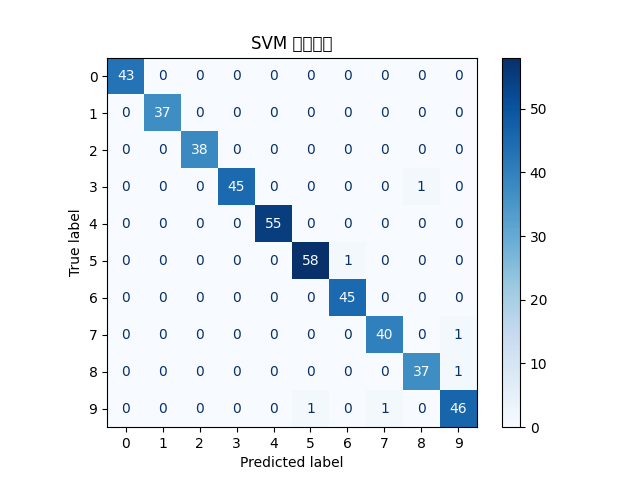 SVM
0 43 0 0 0 0 0 0 0 0 0
1 0 37 0 0 0 0 0 0 0 0
2 0 0 38 0 0 0 0 0 0 0
3 0 0 0 45 0 0 0 0 1 0
4 0 0 0 0 55 0 0 0 0 0
5 0 0 0 0 0 58 1 0 0 0
6 0 0 0 0 0 0 45 0 0 0
7 0 0 0 0 0 0 0 40 0 1
8 0 0 0 0 0 0 0 0 37 1
9 0 0 0 0 0 1 0 1 0 46
0 1 2 3 4 5 6 7 8 9
True label
Predicted label
50
40
30
20
10
0